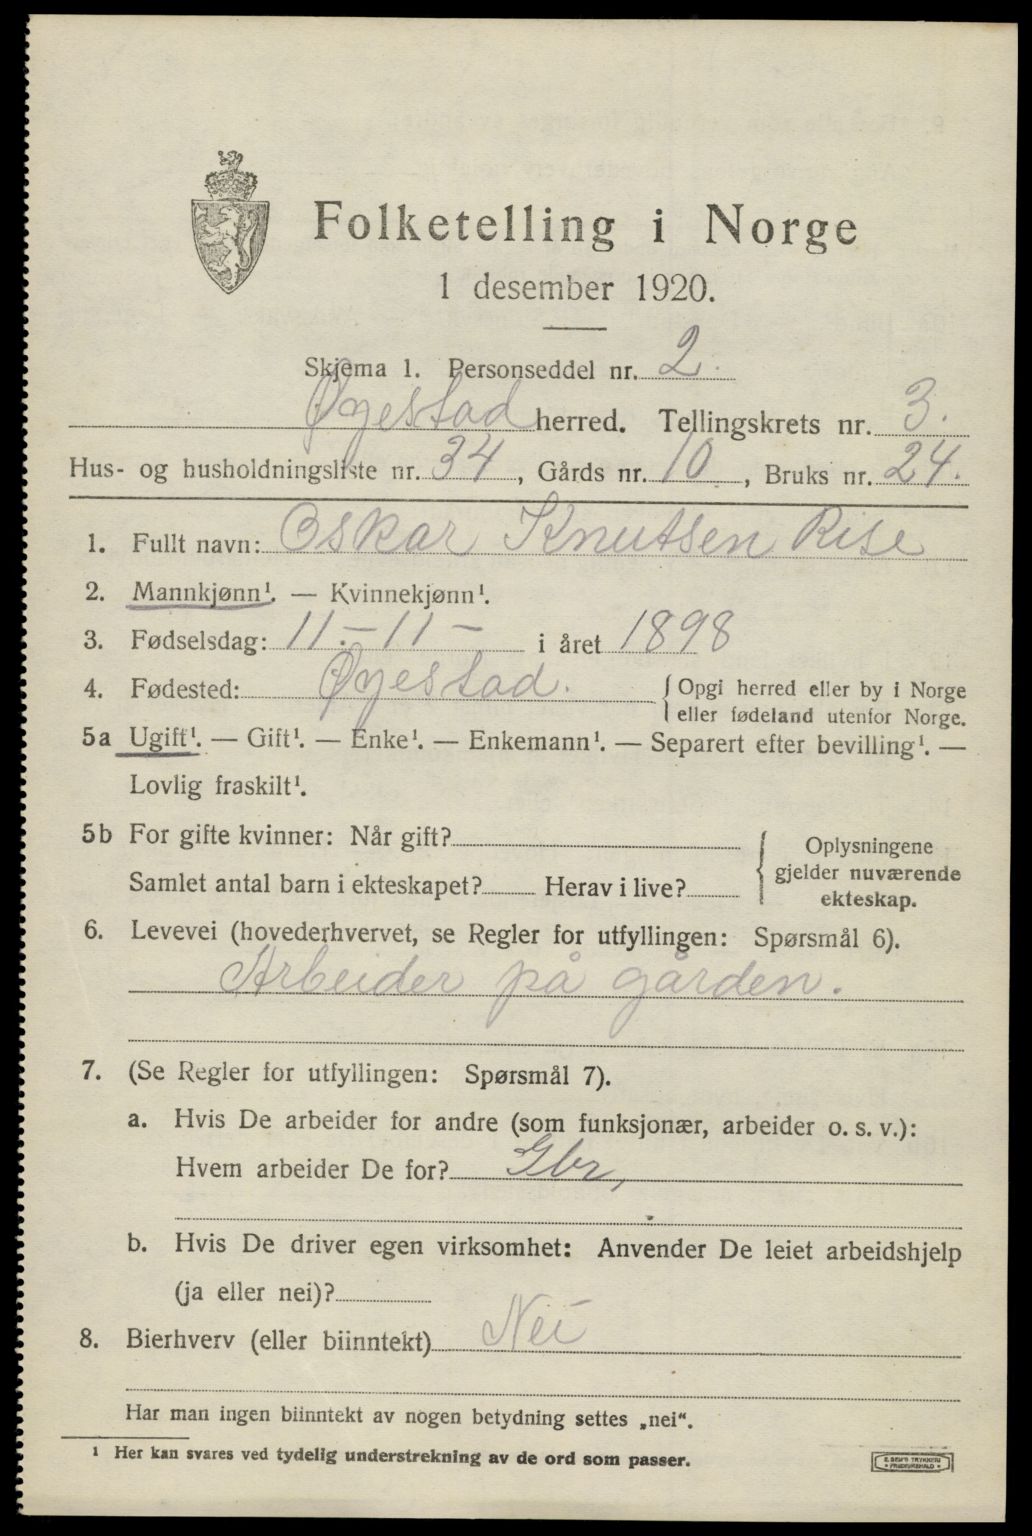 Folketelling i Norge
1 desember 1920.
Skjema 1. Personseddel nr. 2.
Øyestad herred. Tellingskrets nr. 3.
Hus- og husholdningsliste nr. 34, Gårds nr. 10, Bruks nr. 24.
1. Fullt navn: Oskar Knutsen Rise
2. Mannkjønn¹. — Kvinnekjønn¹.
3. Fødselsdag: 11.-11- i året 1898
4. Fødested: Øyestad. { Opgi herred eller by i Norge
eller fødeland utenfor Norge.
5a Ugift¹. — Gift¹. — Enke¹. — Enkemann¹. — Separert efter bevilling¹. —
Lovlig fraskilt¹.
5b For gifte kvinner: Når gift?
Samlet antal barn i ekteskapet? Herav i live?
{ Oplysningene
gjelder nuværende
ekteskap.
6. Levevei (hovederhvervet, se Regler for utfyllingen: Spørsmål 6).
Arbeider på gården.
7. (Se Regler for utfyllingen: Spørsmål 7).
a. Hvis De arbeider for andre (som funksjonær, arbeider o. s. v.):
Hvem arbeider De for? Gbr,
b. Hvis De driver egen virksomhet: Anvender De leiet arbeidshjelp
(ja eller nei)?
8. Bierhverv (eller biinntekt) Nei
Har man ingen biinntekt av nogen betydning settes „nei“.
¹ Her kan svares ved tydelig understrekning av de ord som passer.